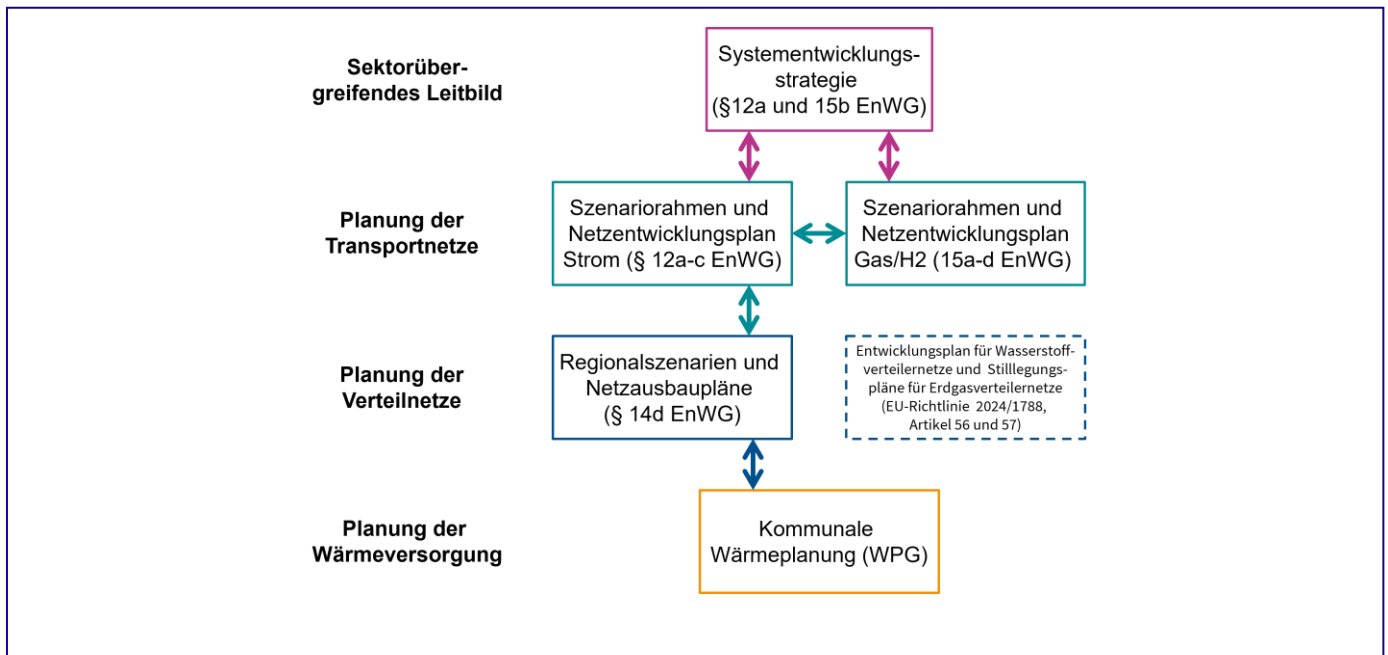 Sektorüber-
greifendes Leitbild
Systementwicklungs-
strategie
(§12a und 15b EnWG)
Planung der
Transportnetze
Szenariorahmen und
Netzentwicklungsplan
Strom (§ 12a-c EnWG)
Szenariorahmen und
Netzentwicklungsplan
Gas/H2 (15a-d EnWG)
Planung der
Verteilnetze
Regionalszenarien und
Netzausbaupläne
(§ 14d EnWG)
Entwicklungsplan für Wasserstoff-
verteilernetze und Stilllegungs-
pläne für Erdgasverteilernetze
(EU-Richtlinie 2024/1788,
Artikel 56 und 57)
Planung der
Wärmeversorgung
Kommunale
Wärmeplanung (WPG)